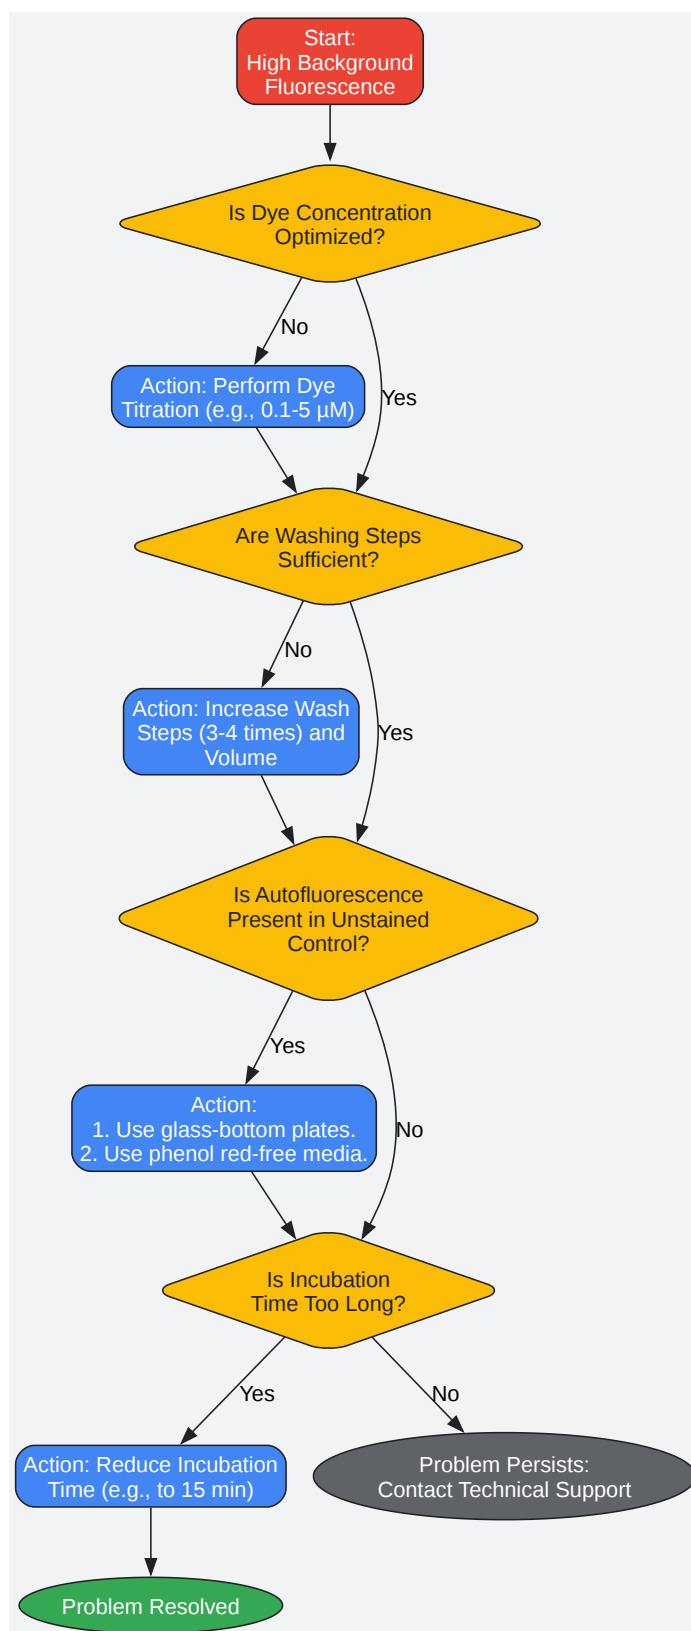 Start:
High Background
Fluorescence
Is Dye Concentration
Optimized?
No
Yes
Action: Perform Dye
Titration (e.g., 0.1-5 µM)
Are Washing Steps
Sufficient?
No
Yes
Action: Increase Wash
Steps (3-4 times) and
Volume
Is Autofluorescence
Present in Unstained
Control?
Yes
No
Action:
1. Use glass-bottom plates.
2. Use phenol red-free media.
Is Incubation
Time Too Long?
Yes
No
Action: Reduce Incubation
Time (e.g., to 15 min)
Problem Persists:
Contact Technical Support
Problem Resolved